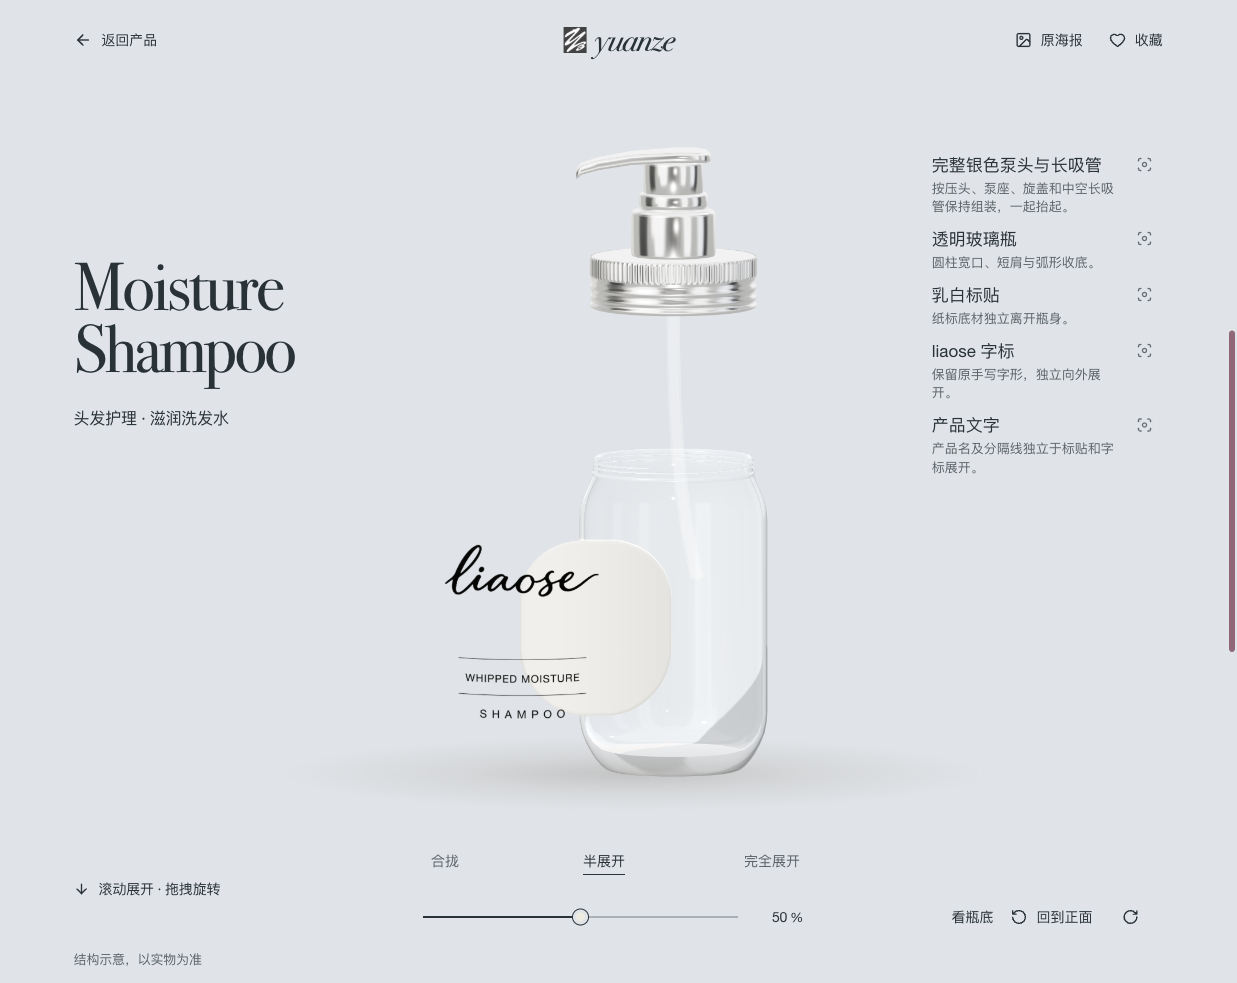 返回产品
yuanze
原海报
收藏
Moisture
Shampoo
头发护理 · 滋润洗发水
完整银色泵头与长吸管
按压头、泵座、旋盖和中空长吸
管保持组装，一起抬起。
透明玻璃瓶
圆柱宽口、短肩与弧形收底。
乳白标贴
纸标底材独立离开瓶身。
liaose 字标
保留原手写字形，独立向外展
开。
产品文字
产品名及分隔线独立于标贴和字
标展开。
liaose
WHIPPED MOISTURE
SHAMPOO
合拢
半展开
完全展开
滚动展开 · 拖拽旋转
50 %
看瓶底
回到正面
结构示意，以实物为准